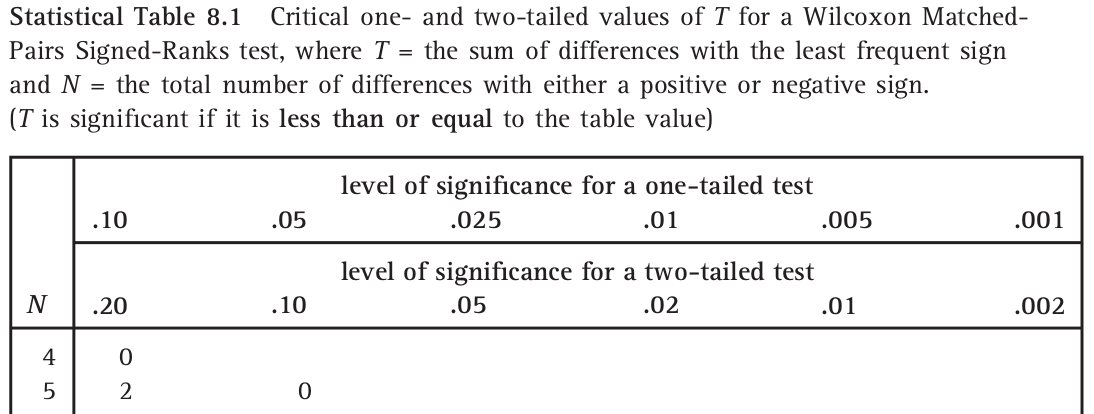 Statistical Table 8.1 Critical one- and two-tailed values of T for a Wilcoxon Matched-
Pairs Signed-Ranks test, where T = the sum of differences with the least frequent sign
and N = the total number of differences with either a positive or negative sign.
(T is significant if it is less than or equal to the table value)
level of significance for a one-tailed test
.10 .05 .025 .01 .005 .001
level of significance for a two-tailed test
N .20 .10 .05 .02 .01 .002
4 0
5 2 0